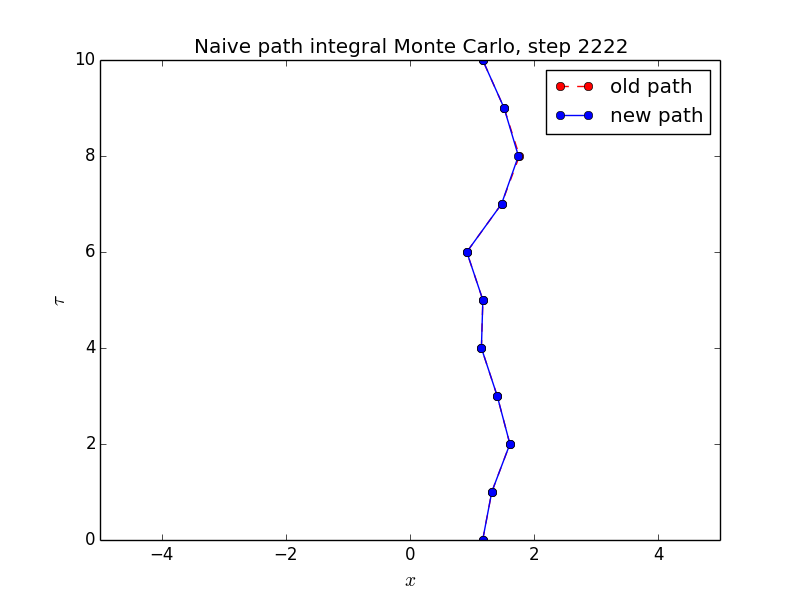 Naive path integral Monte Carlo, step 2222
old path
new path
10
8
6
4
2
0
τ
−4 −2 0 2 4
x